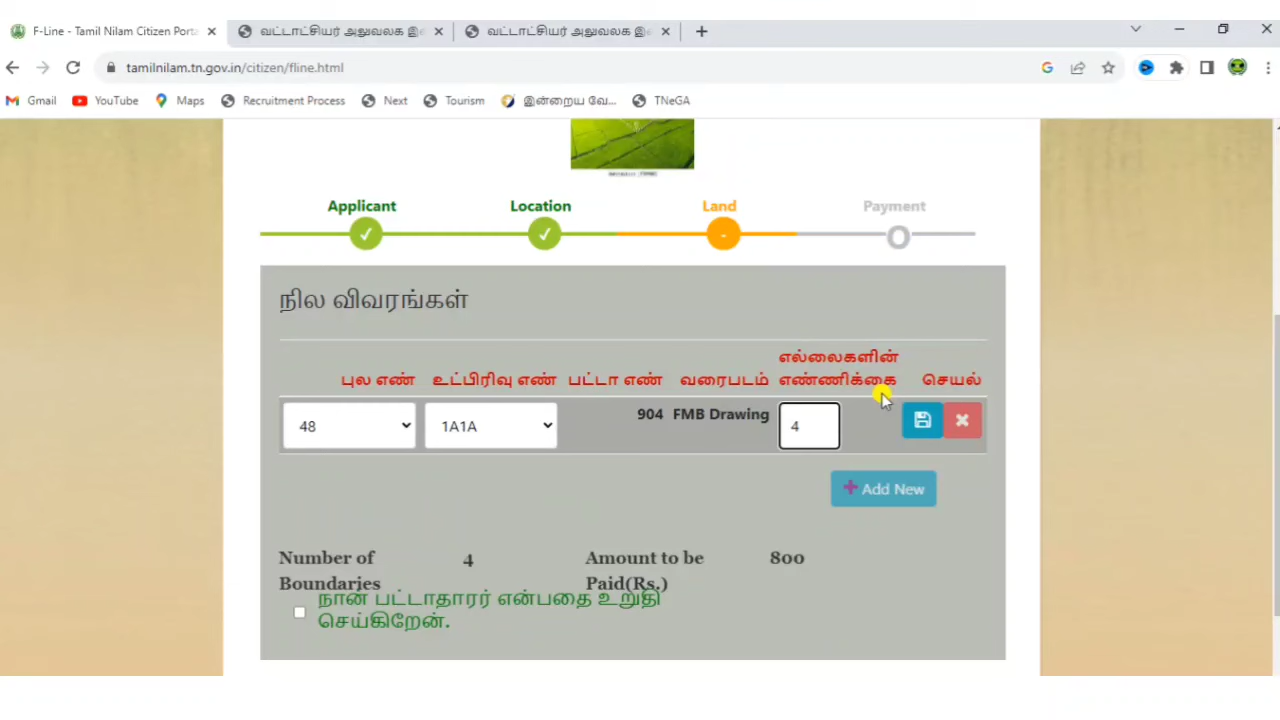 F-Line - Tamil Nilam Citizen Porta
வட்டாட்சியர் அலுவலக இ
வட்டாட்சியர் அலுவலக இ
tamilnilam.tn.gov.in/citizen/fline.html
Gmail YouTube Maps Recruitment Process Next Tourism இன்றைய வே... TNeGA
Applicant Location Land Payment
நில விவரங்கள்
புல எண் உட்பிரிவு எண் பட்டா எண் வரைபடம் எல்லைகளின் எண்ணிக்கை செயல்
48 1A1A 904 FMB Drawing 4
Add New
Number of Boundaries 4 Amount to be Paid(Rs.) 800
நான் பட்டாதாரர் என்பதை உறுதி
செய்கிறேன்.